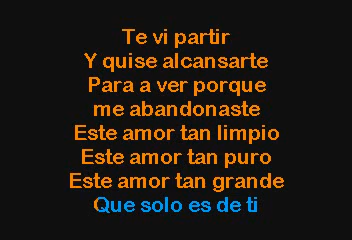 Te vi partir
Y quise alcansarte
Para a ver porque
me abandonaste
Este amor tan limpio
Este amor tan puro
Este amor tan grande
Que solo es de ti